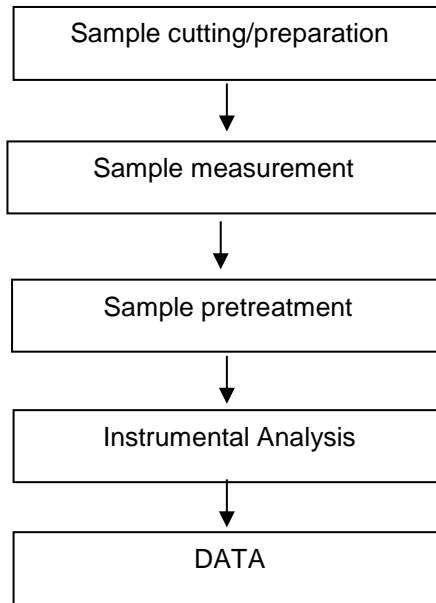 Sample cutting/preparation
Sample measurement
Sample pretreatment
Instrumental Analysis
DATA